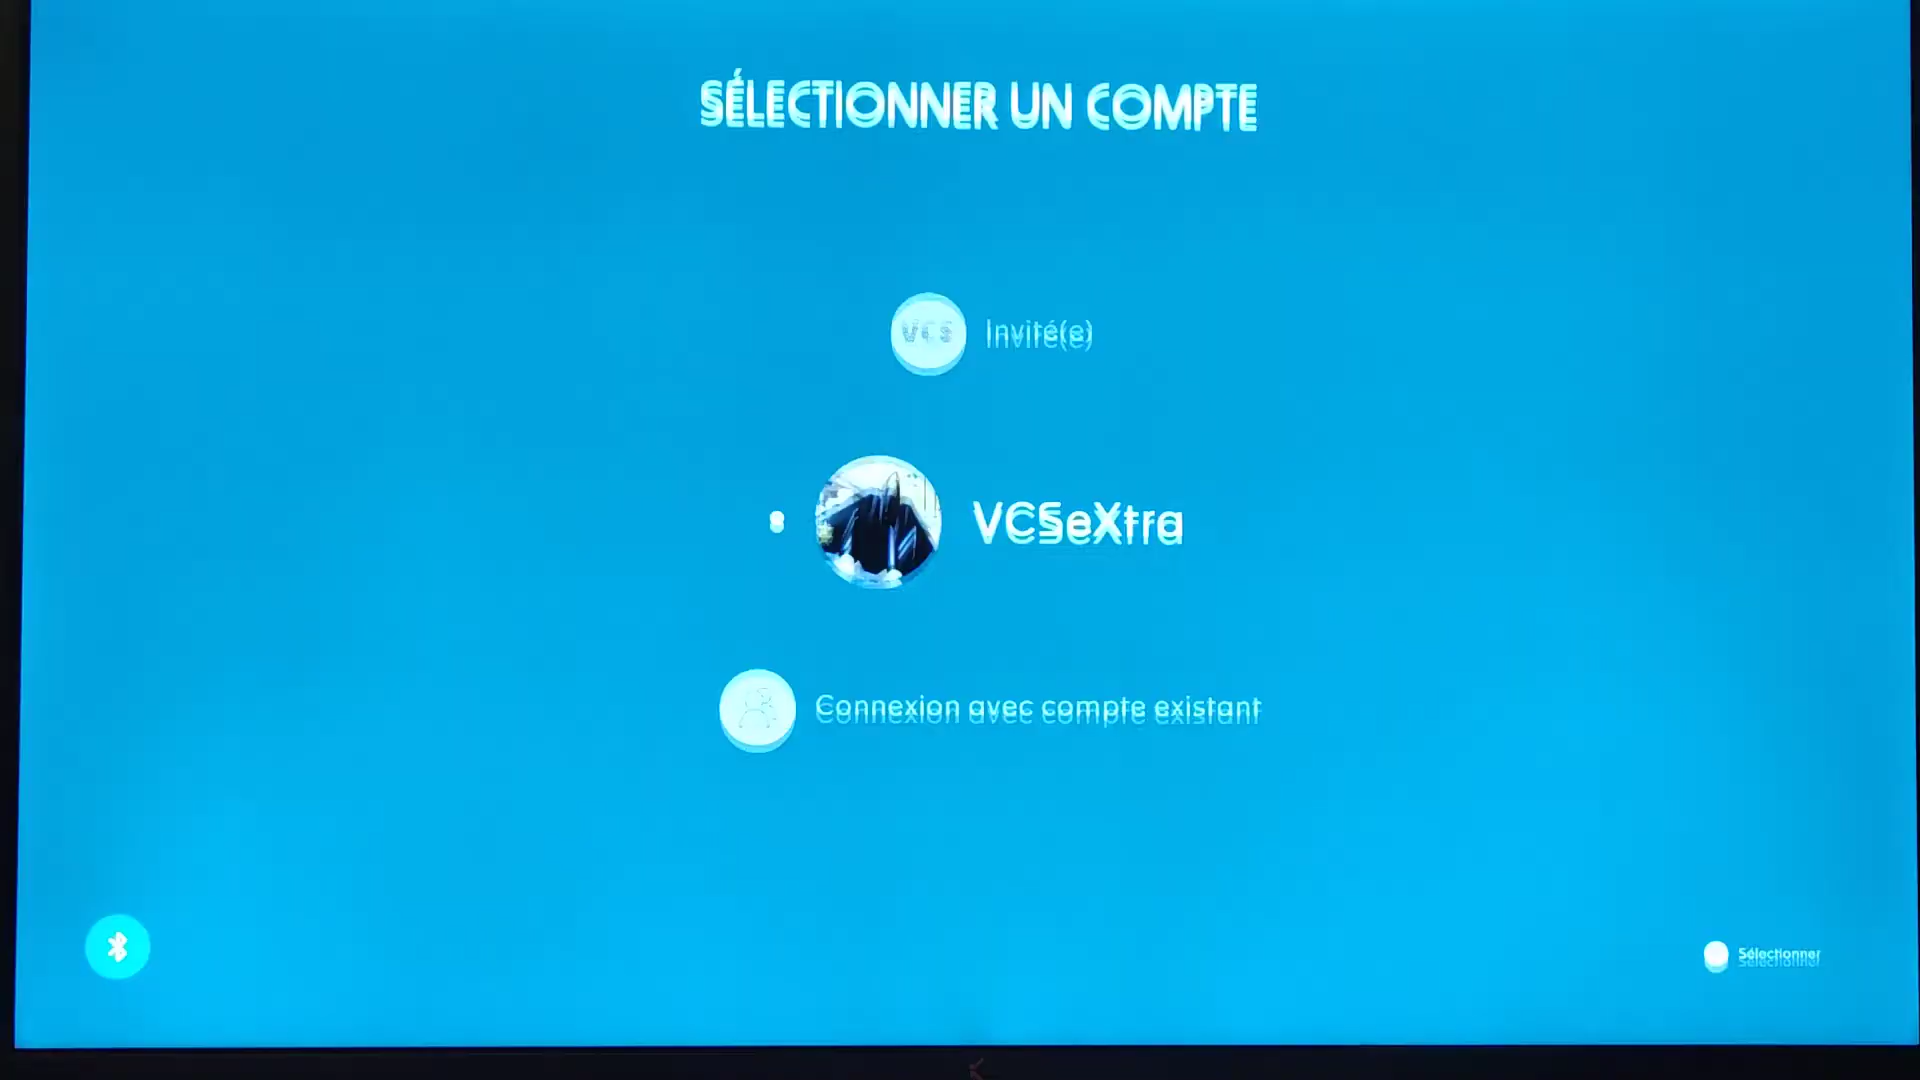 SÉLECTIONNER UN COMPTE
VCS Invité(e)
VCSeXtra
Connexion avec compte existant
Sélectionner